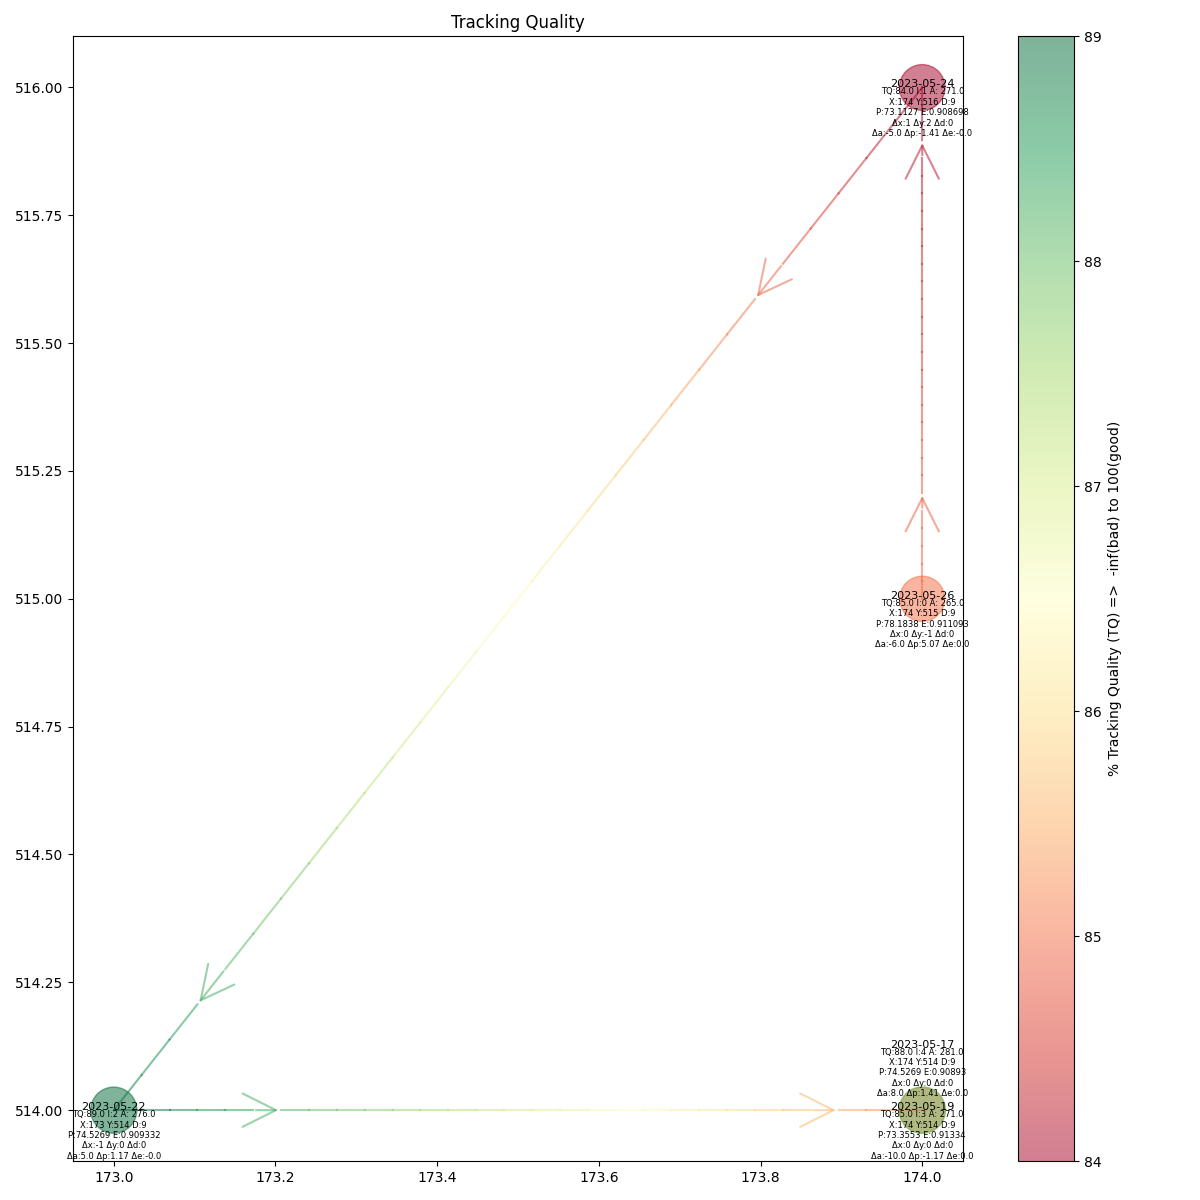 Tracking Quality
516.00
515.75
515.50
515.25
515.00
514.75
514.50
514.25
514.00
173.0
173.2
173.4
173.6
173.8
174.0
2023-05-24
TQ:84.0 I:1 A: 271.0
X:174 Y:516 D:9
P:73.1127 E:0.908698
Δx:1 Δy:2 Δd:0
Δa:-5.0 Δp:-1.41 Δe:-0.0
2023-05-26
TQ:85.0 I:0 A: 265.0
X:174 Y:515 D:9
P:78.1838 E:0.911093
Δx:0 Δy:-1 Δd:0
Δa:-6.0 Δp:5.07 Δe:0.0
2023-05-17
TQ:88.0 I:4 A: 281.0
X:174 Y:514 D:9
P:74.5269 E:0.90893
Δx:0 Δy:0 Δd:0
Δa:8.0 Δp:1.41 Δe:0.0
2023-05-22
TQ:89.0 I:2 A: 276.0
X:173 Y:514 D:9
P:74.5269 E:0.909332
Δx:-1 Δy:0 Δd:0
Δa:5.0 Δp:1.17 Δe:-0.0
2023-05-19
TQ:85.0 I:3 A: 271.0
X:174 Y:514 D:9
P:73.3553 E:0.91334
Δx:0 Δy:0 Δd:0
Δa:-10.0 Δp:-1.17 Δe:0.0
89
88
87
86
85
84
% Tracking Quality (TQ) => -inf(bad) to 100(good)